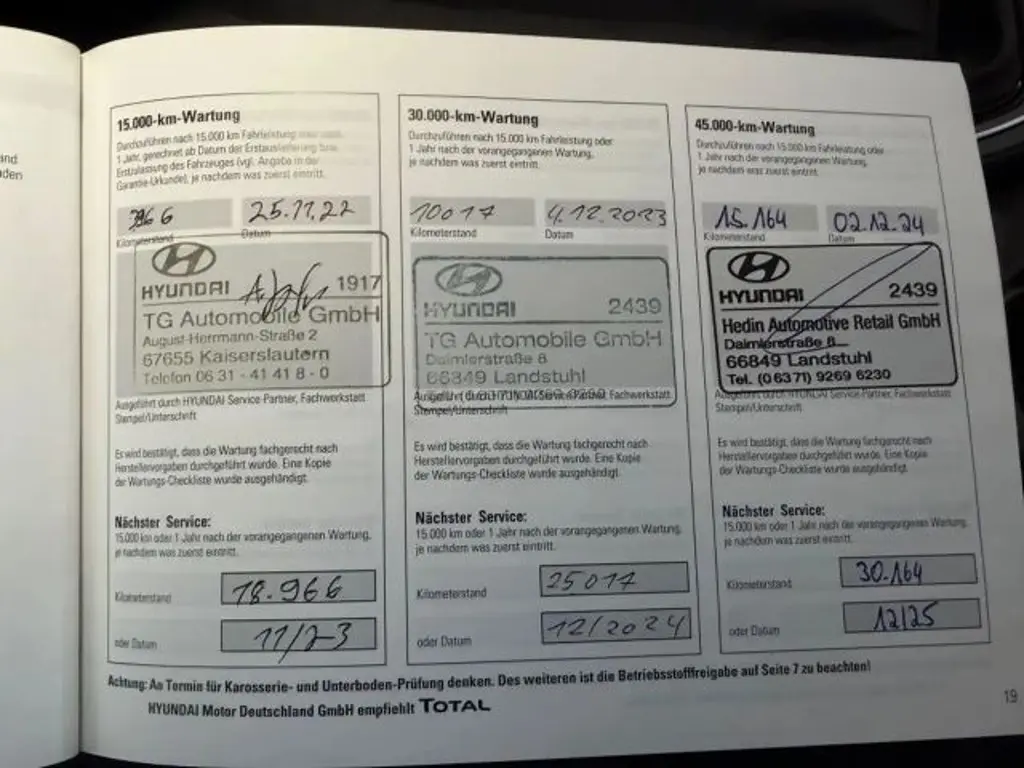 and
den
15.000-km-Wartung
Durchzuführen nach 15.000 km Fahrleistung oder nach
1 Jahr, gerechnet ab Datum der Erstauslieferung bzw.
Erstzulassung des Fahrzeuges (vgl. Angabe in der
Garantie-Urkunde), je nachdem was zuerst eintritt.
25.11.22
Kilometerstand
Datum
HYUNDAI 1917
TG Automobile GmbH
August-Herrmann-Straße 2
67655 Kaiserslautern
Telefon 06 31 - 41 41 8 - 0
Ausgeführt durch HYUNDAI Service-Partner, Fachwerkstatt
Stempel/Unterschrift
Es wird bestätigt, dass die Wartung fachgerecht nach
Herstellervorgaben durchgeführt wurde. Eine Kopie
der Wartungs-Checkliste wurde ausgehändigt.
Nächster Service:
15.000 km oder 1 Jahr nach der vorangegangenen Wartung,
je nachdem was zuerst eintritt.
Kilometerstand 18.966
oder Datum 11/23
30.000-km-Wartung
Durchzuführen nach 15.000 km Fahrleistung oder
1 Jahr nach der vorangegangenen Wartung,
je nachdem was zuerst eintritt.
10017 4.12.2023
Kilometerstand
Datum
HYUNDAI 2439
TG Automobile GmbH
Daimlerstraße 8
66849 Landstuhl
Ausgeführt durch HYUNDAI Service-Partner, Fachwerkstatt
Stempel/Unterschrift
Es wird bestätigt, dass die Wartung fachgerecht nach
Herstellervorgaben durchgeführt wurde. Eine Kopie
der Wartungs-Checkliste wurde ausgehändigt.
Nächster Service:
15.000 km oder 1 Jahr nach der vorangegangenen Wartung,
je nachdem was zuerst eintritt.
Kilometerstand 25017
oder Datum 12/2024
45.000-km-Wartung
Durchzuführen nach 15.000 km Fahrleistung oder
1 Jahr nach der vorangegangenen Wartung,
je nachdem was zuerst eintritt.
15.164 02.12.24
Kilometerstand
Datum
HYUNDAI 2439
Hedin Automotive Retail GmbH
Daimlerstraße 8
66849 Landstuhl
Tel. (06371) 9269 6230
Ausgeführt durch HYUNDAI Service-Partner, Fachwerkstatt
Stempel/Unterschrift
Es wird bestätigt, dass die Wartung fachgerecht nach
Herstellervorgaben durchgeführt wurde. Eine Kopie
der Wartungs-Checkliste wurde ausgehändigt.
Nächster Service:
15.000 km oder 1 Jahr nach der vorangegangenen Wartung,
je nachdem was zuerst eintritt.
Kilometerstand 30.164
oder Datum 12/25
Achtung: An Termin für Karosserie- und Unterboden-Prüfung denken. Des weiteren ist die Betriebsstofffreigabe auf Seite 7 zu beachten!
HYUNDAI Motor Deutschland GmbH empfiehlt TOTAL
19